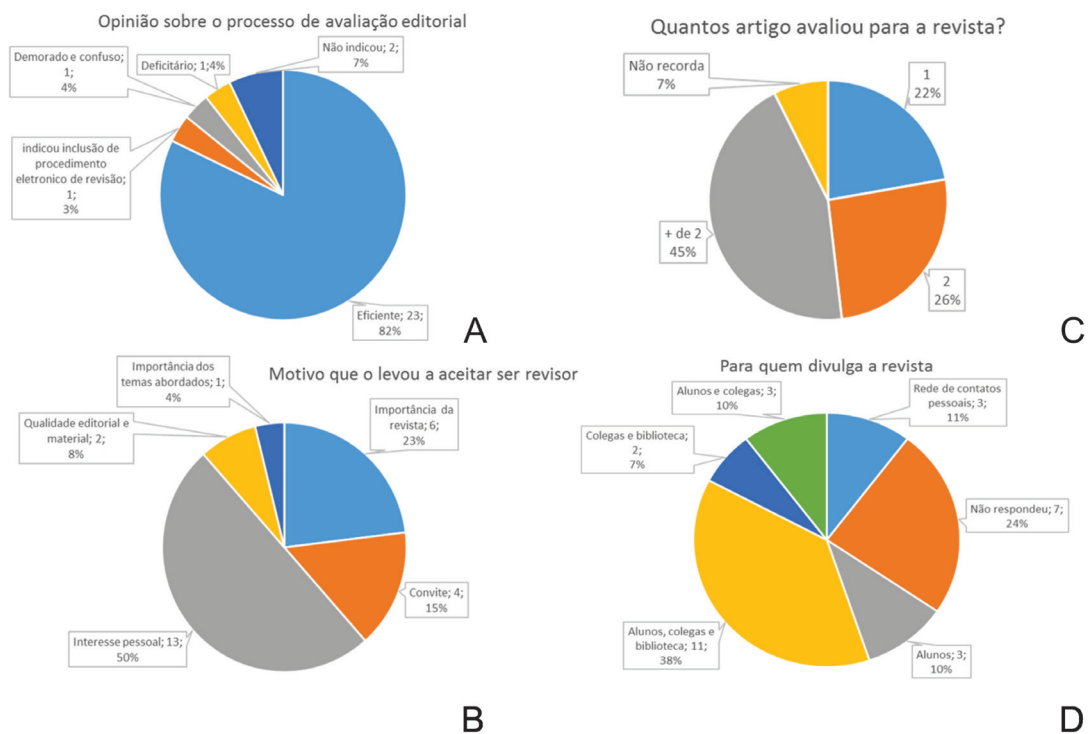 Opinião sobre o processo de avaliação editorial
Demorado e confuso;
1;
4%
Deficitário; 1;4%
Não indicou; 2;
7%
indicou inclusão de
procedimento
eletronico de revisão;
1;
3%
Eficiente; 23;
82%
A
Quantos artigo avaliou para a revista?
Não recorda
7%
1
22%
+ de 2
45%
2
26%
C
Motivo que o levou a aceitar ser revisor
Importância dos
temas abordados; 1;
4%
Importância da
revista; 6;
23%
Qualidade editorial e
material; 2;
8%
Convite; 4;
15%
Interesse pessoal; 13;
50%
B
Para quem divulga a revista
Alunos e colegas; 3;
10%
Rede de contatos
pessoais; 3;
11%
Colegas e biblioteca;
2;
7%
Não respondeu; 7;
24%
Alunos, colegas e
biblioteca; 11;
38%
Alunos; 3;
10%
D